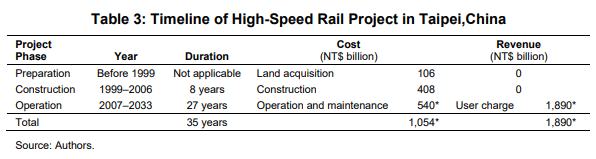 Table 3: Timeline of High-Speed Rail Project in Taipei,China
Project Phase Year Duration Cost (NT$ billion) Revenue (NT$ billion)
Preparation Before 1999 Not applicable Land acquisition 106 0
Construction 1999–2006 8 years Construction 408 0
Operation 2007–2033 27 years Operation and maintenance 540* User charge 1,890*
Total 35 years 1,054* 1,890*
Source: Authors.